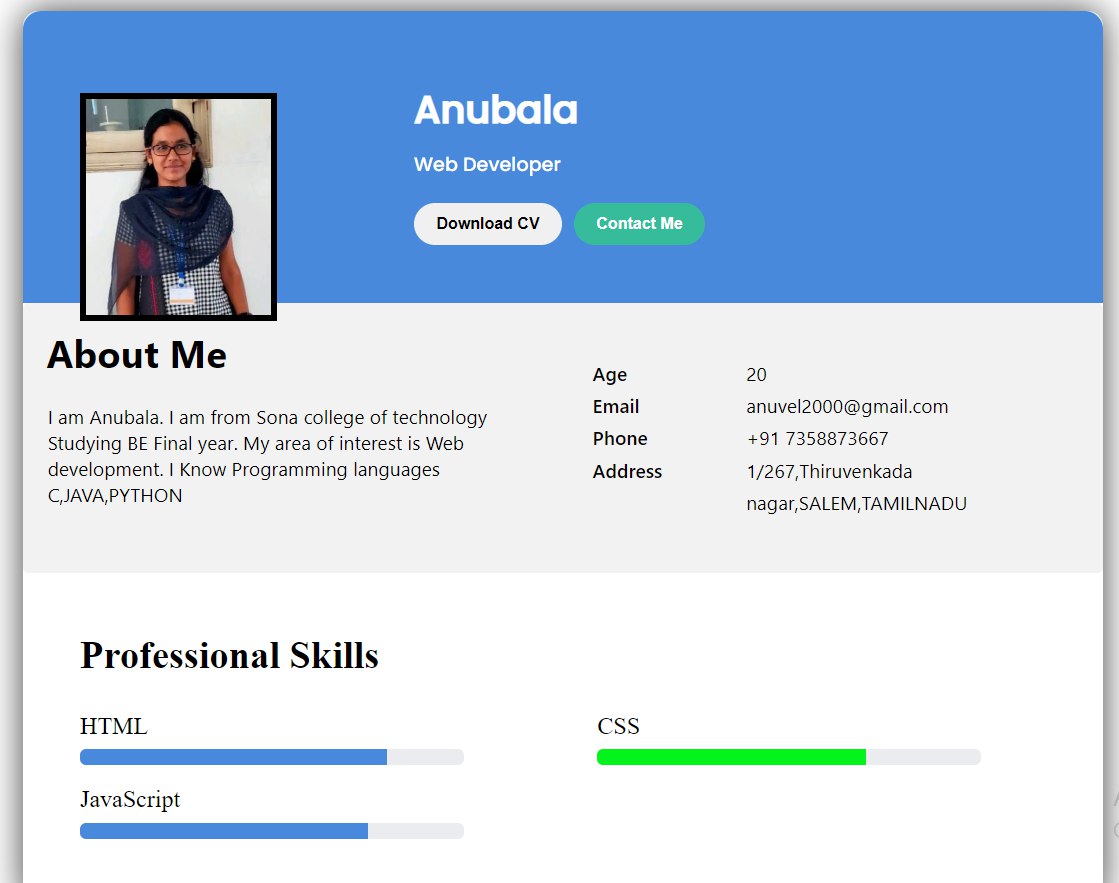 Anubala
Web Developer
Download CV
Contact Me
About Me
I am Anubala. I am from Sona college of technology
Studying BE Final year. My area of interest is Web
development. I Know Programming languages
C,JAVA,PYTHON
Age 20
Email anuvel2000@gmail.com
Phone +91 7358873667
Address 1/267,Thiruvenkada
nagar,SALEM,TAMILNADU
Professional Skills
HTML
CSS
JavaScript